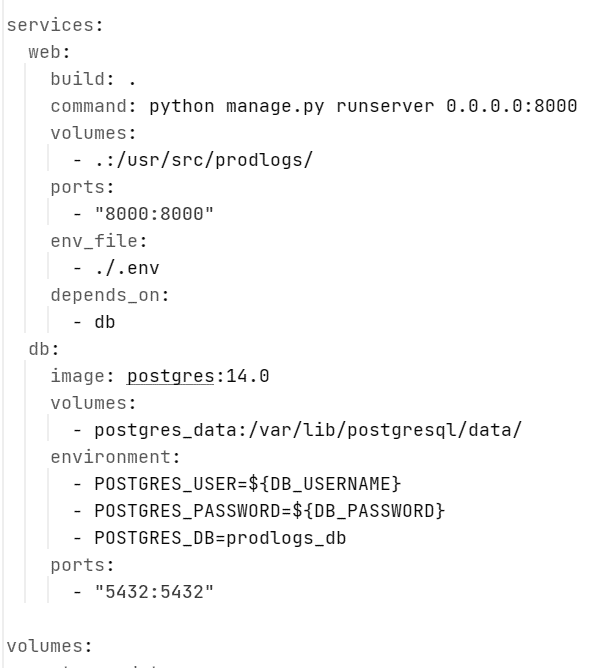 services:
  web:
    build: .
    command: python manage.py runserver 0.0.0.0:8000
    volumes:
      - .:/usr/src/prodlogs/
    ports:
      - "8000:8000"
    env_file:
      - ./.env
    depends_on:
      - db
  db:
    image: postgres:14.0
    volumes:
      - postgres_data:/var/lib/postgresql/data/
    environment:
      - POSTGRES_USER=${DB_USERNAME}
      - POSTGRES_PASSWORD=${DB_PASSWORD}
      - POSTGRES_DB=prodlogs_db
    ports:
      - "5432:5432"

volumes: